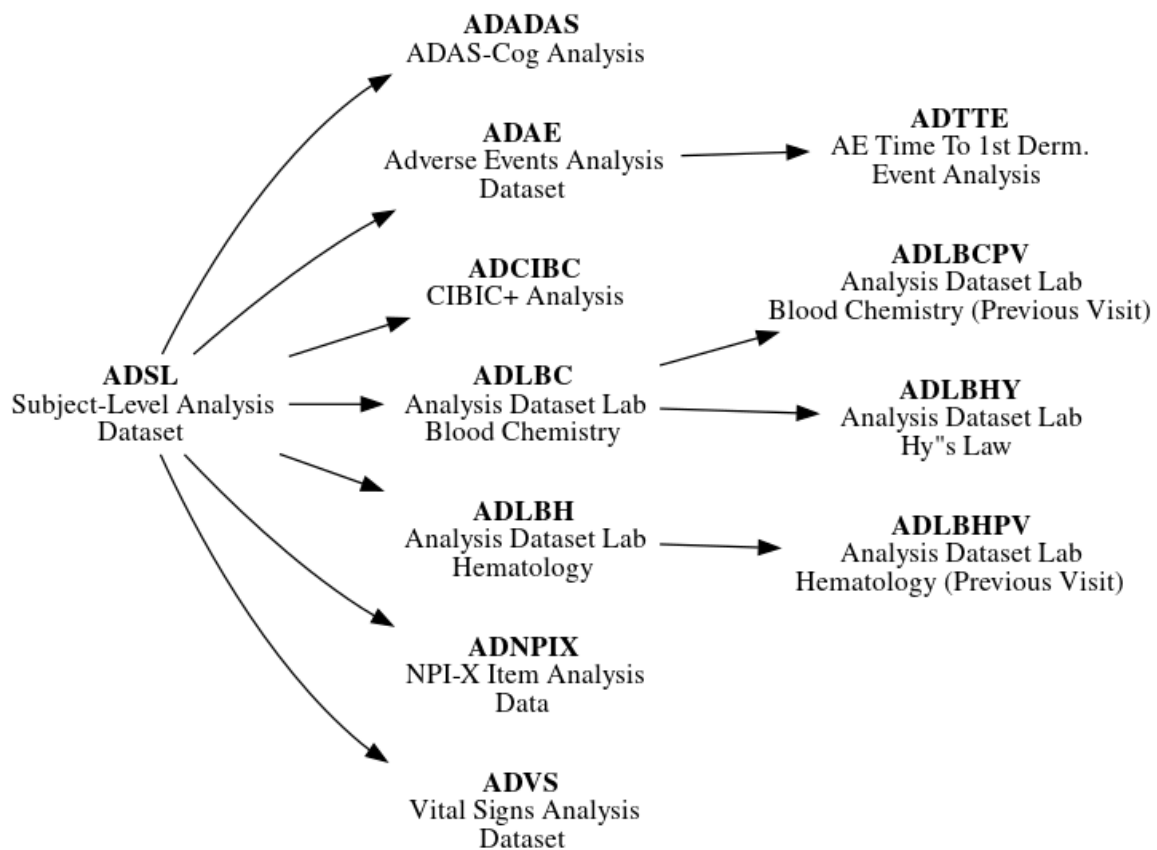 ADADAS
ADAS-Cog Analysis
ADAE
Adverse Events Analysis
Dataset
ADTTE
AE Time To 1st Derm.
Event Analysis
ADCIBC
CIBIC+ Analysis
ADLBCPV
Analysis Dataset Lab
Blood Chemistry (Previous Visit)
ADSL
Subject-Level Analysis
Dataset
ADLBC
Analysis Dataset Lab
Blood Chemistry
ADLBHY
Analysis Dataset Lab
Hy"s Law
ADLBH
Analysis Dataset Lab
Hematology
ADLBHPV
Analysis Dataset Lab
Hematology (Previous Visit)
ADNPIX
NPI-X Item Analysis
Data
ADVS
Vital Signs Analysis
Dataset